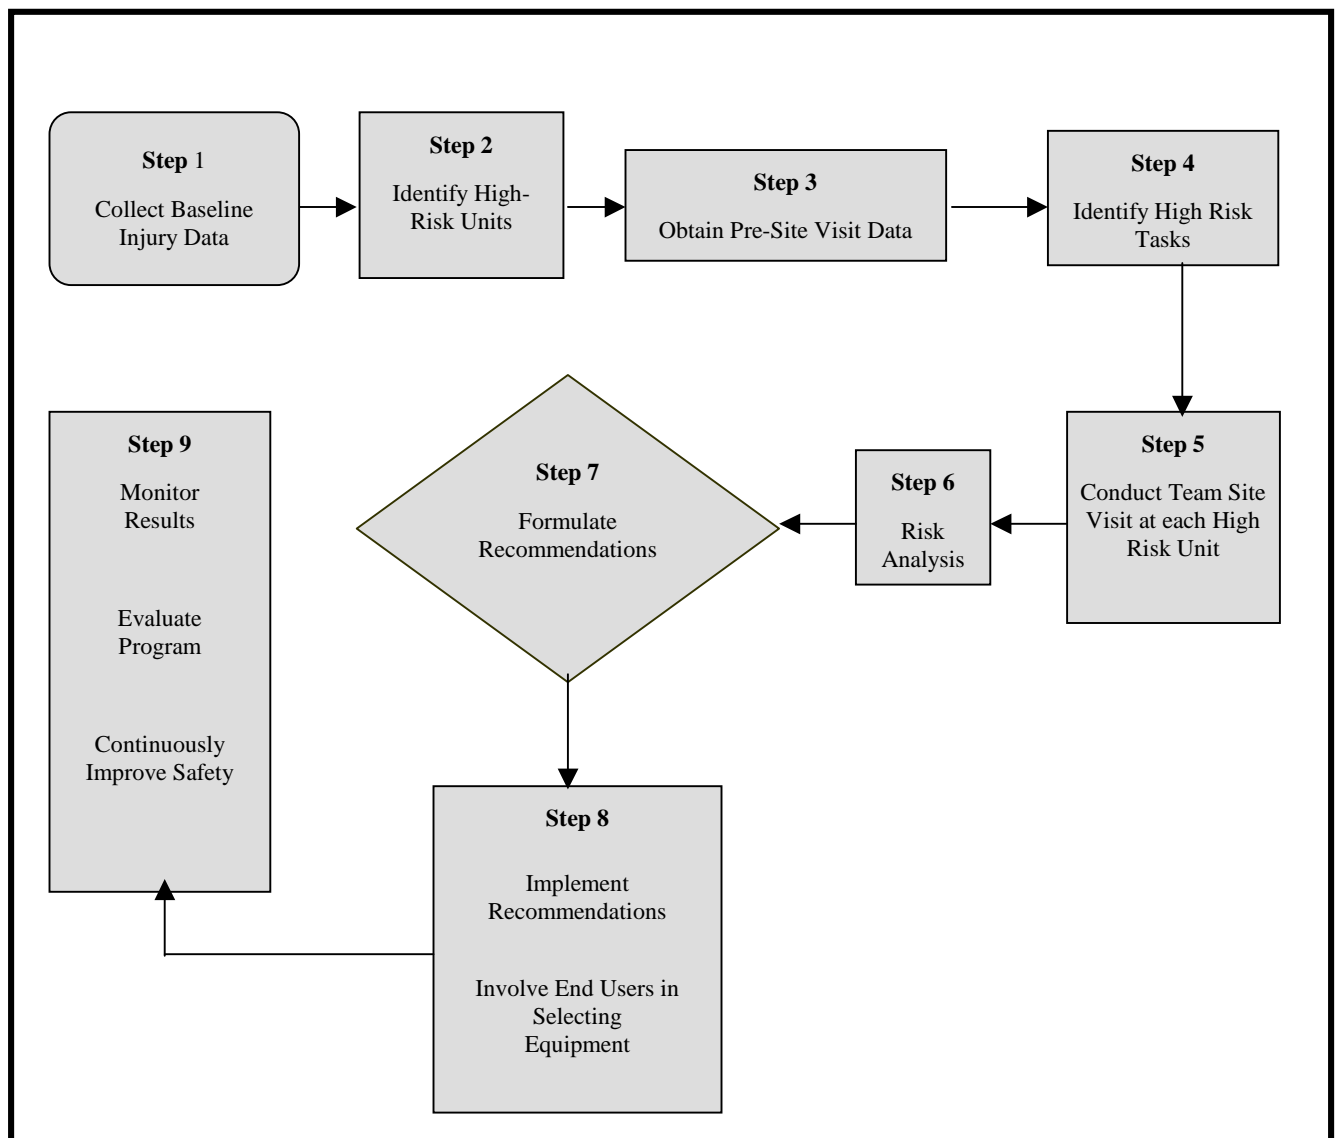 Step 1
Collect Baseline
Injury Data
Step 2
Identify High-
Risk Units
Step 3
Obtain Pre-Site Visit Data
Step 4
Identify High Risk
Tasks
Step 5
Conduct Team Site
Visit at each High
Risk Unit
Step 6
Risk
Analysis
Step 7
Formulate
Recommendations
Step 8
Implement
Recommendations
Involve End Users in
Selecting
Equipment
Step 9
Monitor
Results
Evaluate
Program
Continuously
Improve Safety